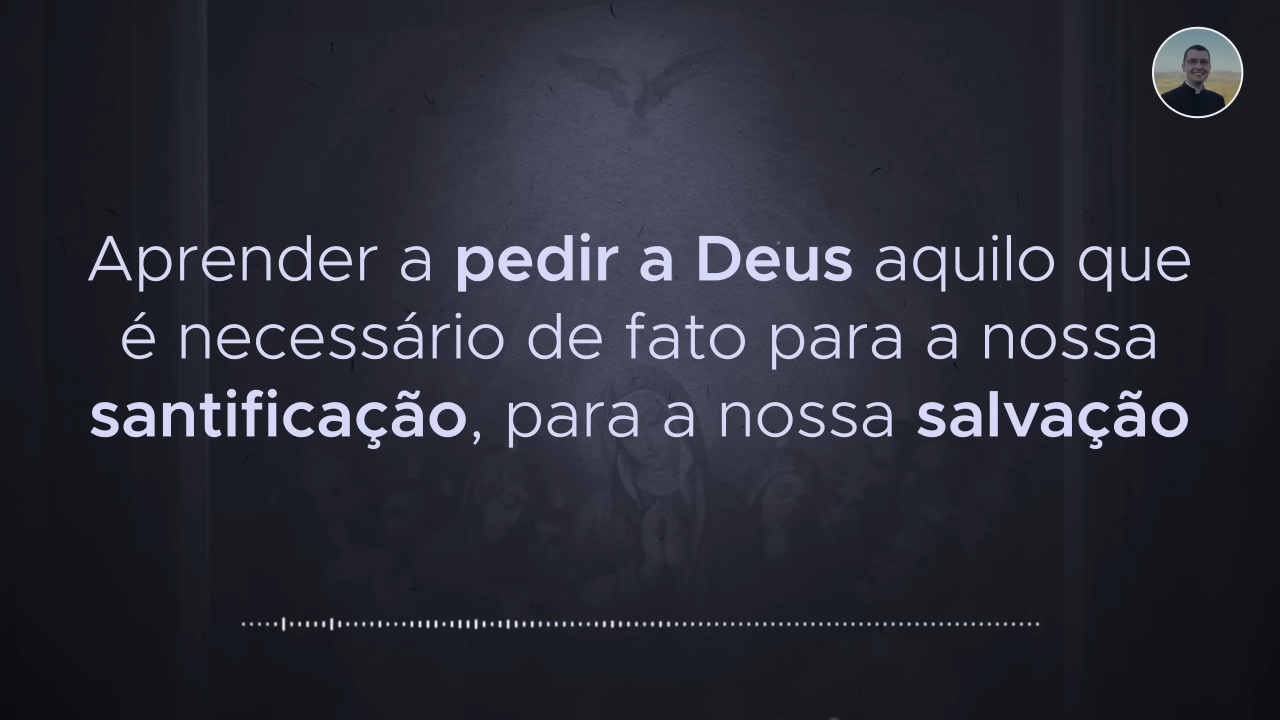 Aprender a pedir a Deus aquilo que
é necessário de fato para a nossa
santificação, para a nossa salvação